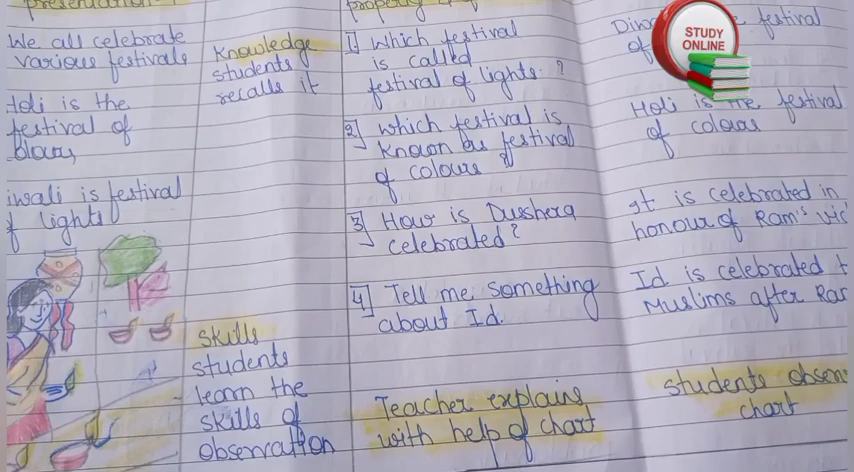 presentation
We all celebrate
various festivals
Holi is the
festival of
iwali is festival
f lights
Knowledge
students
recalls it
skills
students
learn the
skills of
observation
1] Which festival
is called
festival of lights ?
2] Which festival is
known as festival
of colours ?
3] How is Dusshera
celebrated?
4] Tell me something
about Id.
Teacher explains
with help of chart
festival
of
Holi is the festival
of colours
It is celebrated in
honour of Ram's
Id is celebrated
Muslims after
students
chart
STUDY
ONLINE